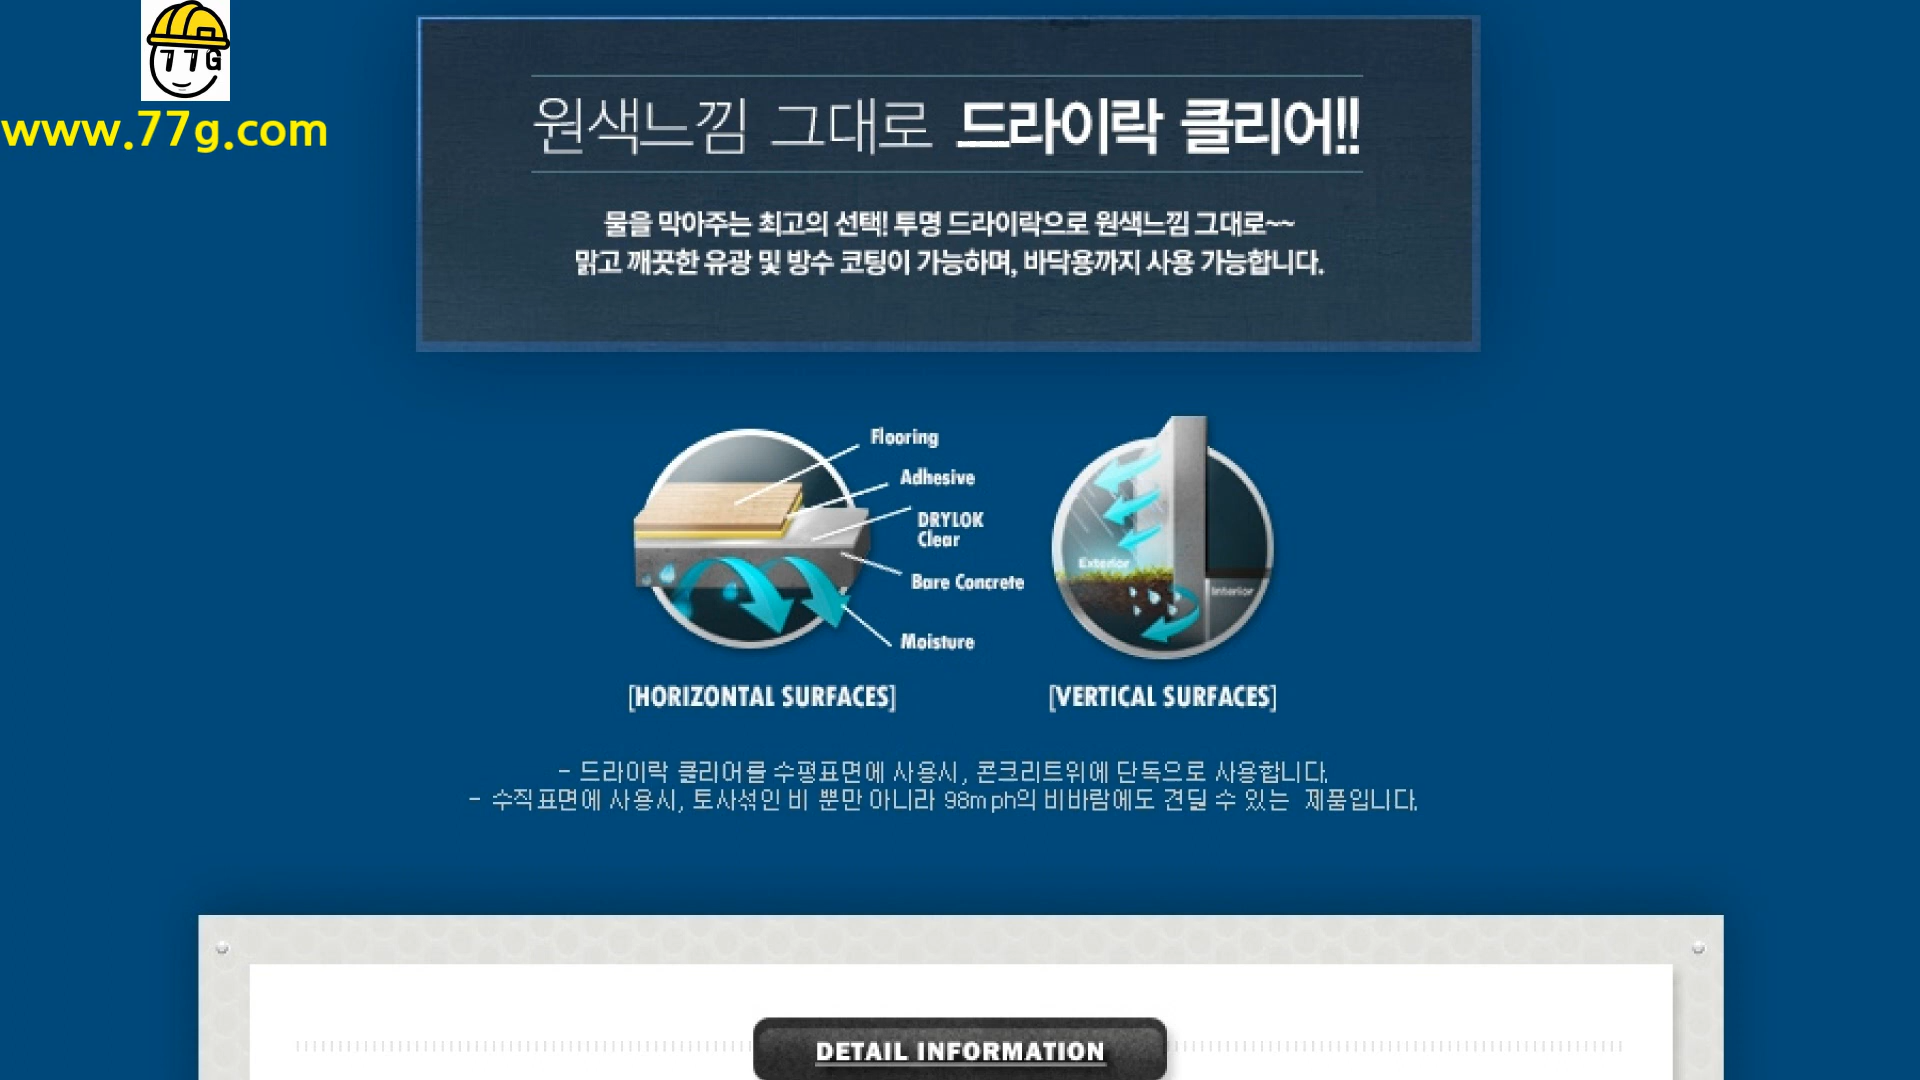 77G
www.77g.com
원색느낌 그대로 드라이락 클리어!!
물을 막아주는 최고의 선택! 투명 드라이락으로 원색느낌 그대로~~
맑고 깨끗한 유광 및 방수 코팅이 가능하며, 바닥용까지 사용 가능합니다.
Flooring
Adhesive
DRYLOK
Clear
Bare Concrete
Moisture
Exterior
Interior
[HORIZONTAL SURFACES]
[VERTICAL SURFACES]
- 드라이락 클리어를 수평표면에 사용시, 콘크리트위에 단독으로 사용합니다.
- 수직표면에 사용시, 토사섞인 비 뿐만 아니라 98mph의 비바람에도 견딜 수 있는 제품입니다.
DETAIL INFORMATION